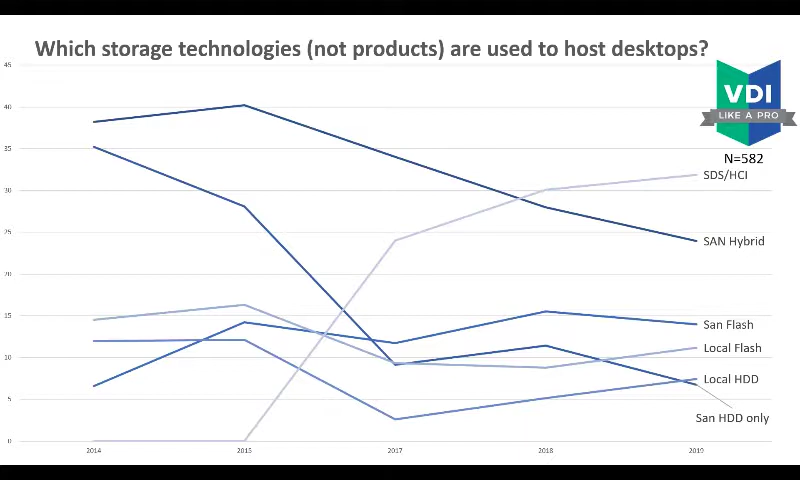 Which storage technologies (not products) are used to host desktops?
VDI
LIKE A PRO
N=582
45
40
35
30
25
20
15
10
5
0
SDS/HCI
SAN Hybrid
San Flash
Local Flash
Local HDD
San HDD only
2014
2015
2017
2018
2019